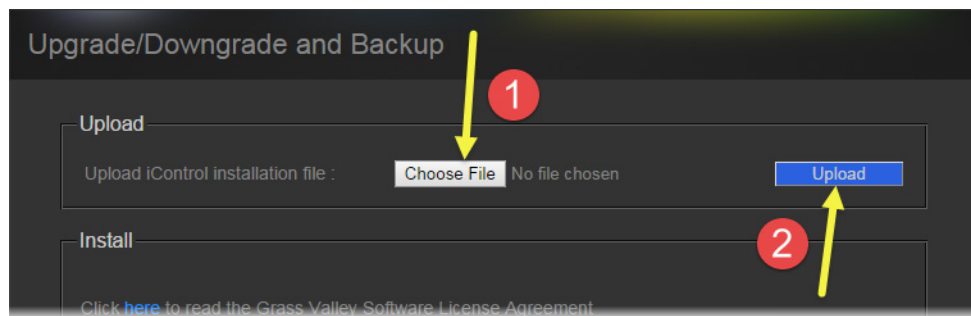 Upgrade/Downgrade and Backup
1
Upload
Upload iControl installation file :
Choose File No file chosen
Upload
Install
2
Click here to read the Grass Valley Software License Agreement